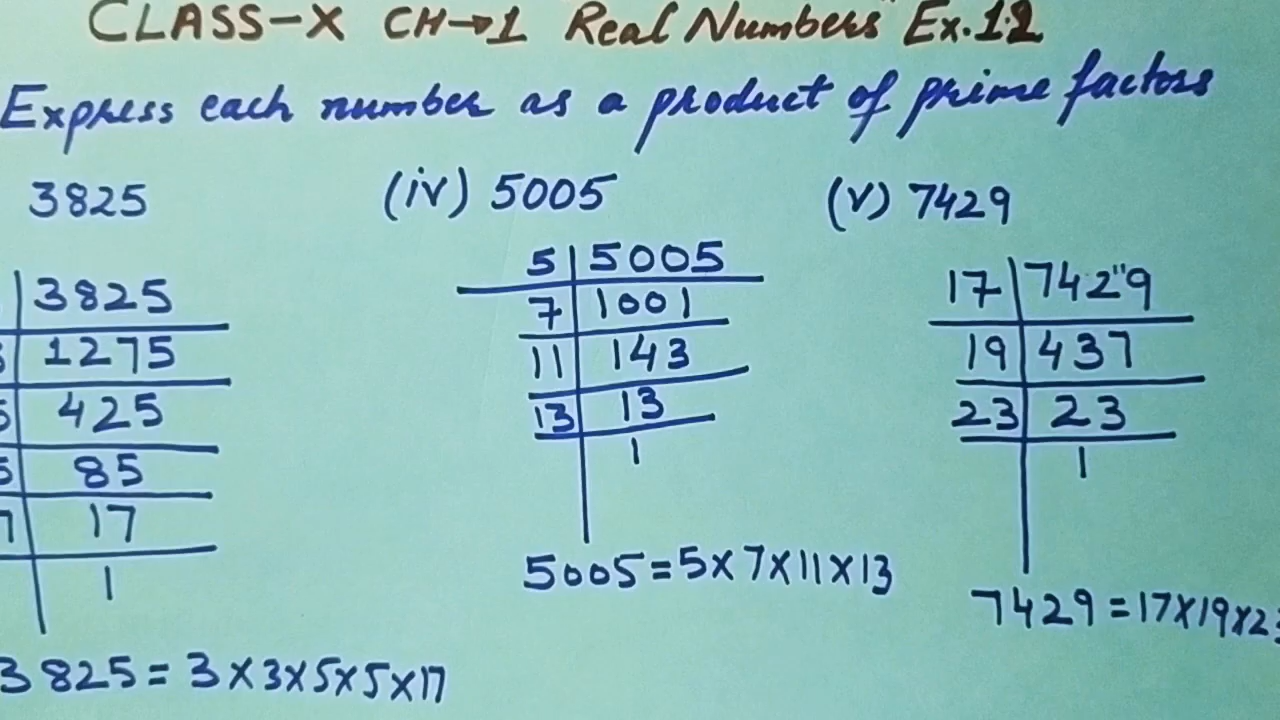 CLASS-X CH→1 Real Numbers Ex.1.2
Express each number as a product of prime factors
3825 (iv) 5005 (v) 7429
3825
1275
5 425
5 85
17
1
3825 = 3 × 3 × 5 × 5 × 17
5 5005
7 1001
11 143
13 13
1
5005 = 5 × 7 × 11 × 13
17 7429
19 437
23 23
1
7429 = 17 × 19 × 2